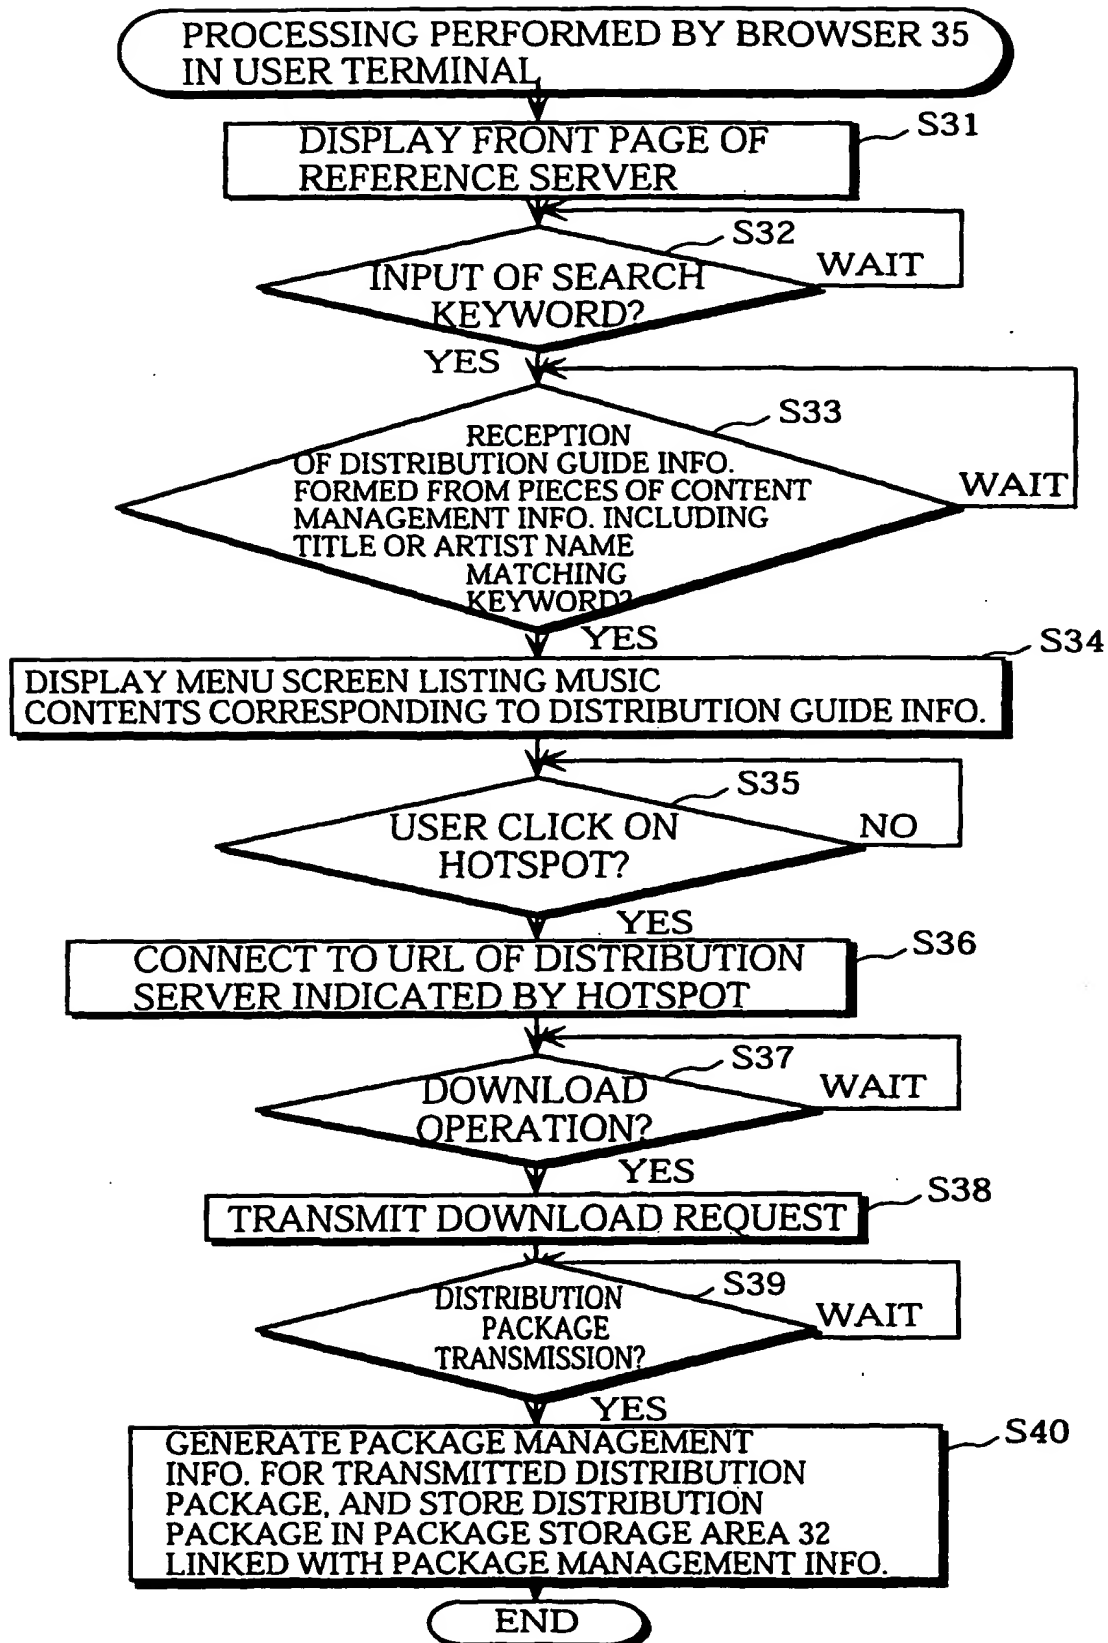 PROCESSING PERFORMED BY BROWSER 35
IN USER TERMINAL
S31
DISPLAY FRONT PAGE OF
REFERENCE SERVER
S32
WAIT
INPUT OF SEARCH
KEYWORD?
YES
S33
RECEPTION
OF DISTRIBUTION GUIDE INFO.
FORMED FROM PIECES OF CONTENT
WAIT
MANAGEMENT INFO. INCLUDING
TITLE OR ARTIST NAME
MATCHING
KEYWORD?
YES
S34
DISPLAY MENU SCREEN LISTING MUSIC
CONTENTS CORRESPONDING TO DISTRIBUTION GUIDE INFO.
S35
USER CLICK ON
NO
HOTSPOT?
YES
S36
CONNECT TO URL OF DISTRIBUTION
SERVER INDICATED BY HOTSPOT
S37
DOWNLOAD
WAIT
OPERATION?
YES
S38
TRANSMIT DOWNLOAD REQUEST
S39
DISTRIBUTION
WAIT
PACKAGE
TRANSMISSION?
YES
S40
GENERATE PACKAGE MANAGEMENT
INFO. FOR TRANSMITTED DISTRIBUTION
PACKAGE, AND STORE DISTRIBUTION
PACKAGE IN PACKAGE STORAGE AREA 32
LINKED WITH PACKAGE MANAGEMENT INFO.
END